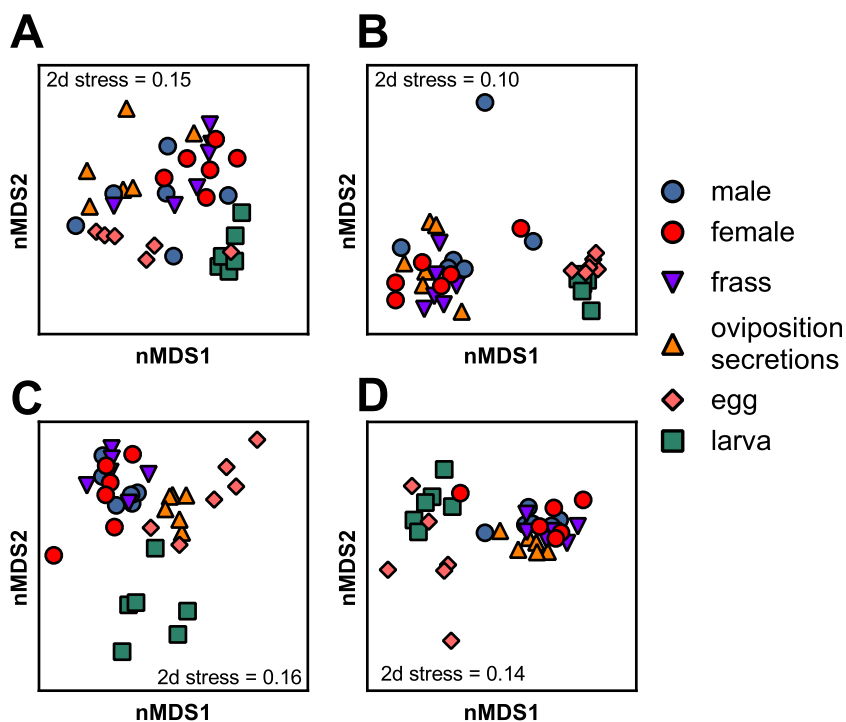 A
2d stress = 0.15
nMDS2
nMDS1
B
2d stress = 0.10
nMDS2
nMDS1
male
female
frass
oviposition
secretions
egg
larva
C
nMDS2
2d stress = 0.16
nMDS1
D
nMDS2
2d stress = 0.14
nMDS1